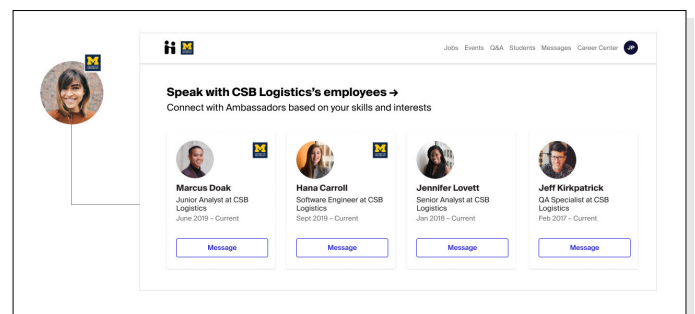 M
M
Jobs Events Q&A Students Messages Career Center JP
Speak with CSB Logistics's employees →
Connect with Ambassadors based on your skills and interests
M
M
Marcus Doak
Junior Analyst at CSB
Logistics
June 2019 – Current
Message
Hana Carroll
Software Engineer at CSB
Logistics
Sept 2019 – Current
Message
Jennifer Lovett
Senior Analyst at CSB
Logistics
Jan 2018 – Current
Message
Jeff Kirkpatrick
QA Specialist at CSB
Logistics
Feb 2017 – Current
Message